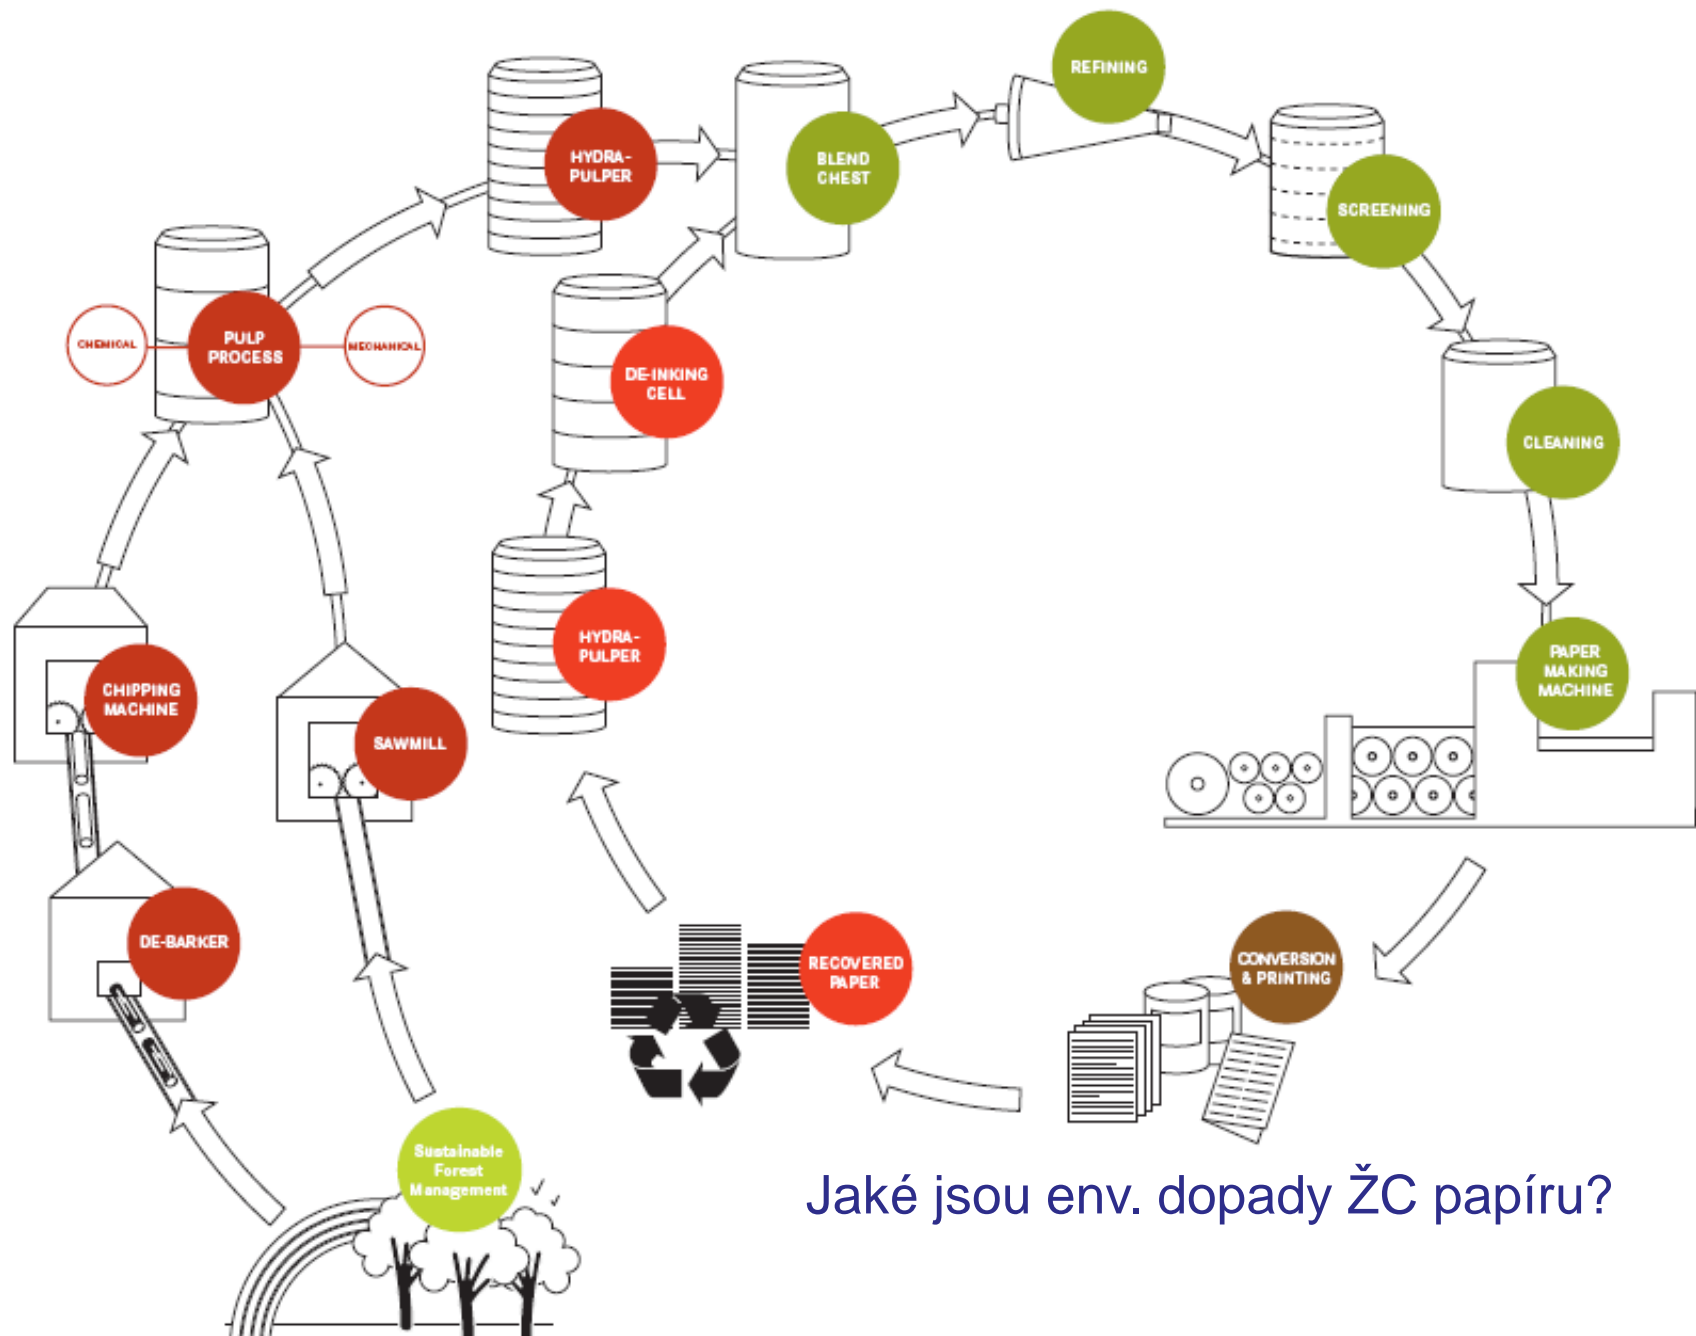 REFINING
HYDRA-
PULPER
BLEND
CHEST
SCREENING
CHEMICAL
PULP
PROCESS
MECHANICAL
DE-INKING
CELL
CLEANING
HYDRA-
PULPER
CHIPPING
MACHINE
SAWMILL
PAPER
MAKING
MACHINE
DE-BARKER
RECOVERED
PAPER
CONVERSION
& PRINTING
Sustainable
Forest
Management
Jaké jsou env. dopady ŽC papíru?